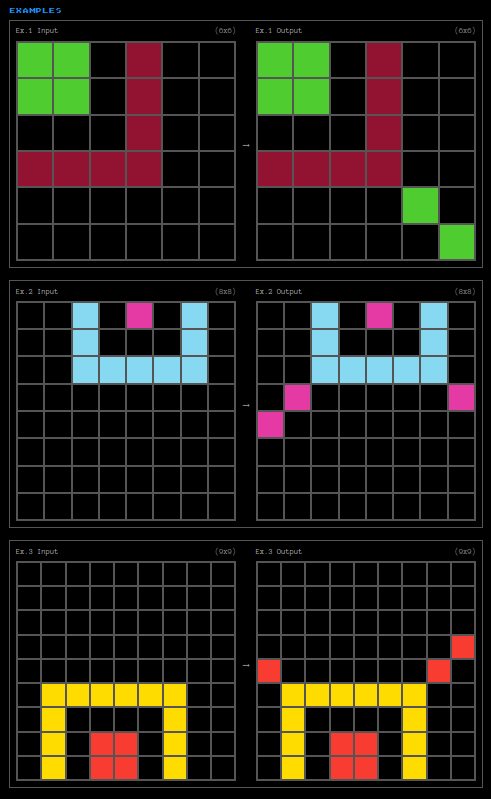 EXAMPLES
Ex.1 Input (6x6) Ex.1 Output (6x6)
→
Ex.2 Input (8x8) Ex.2 Output (8x8)
→
Ex.3 Input (9x9) Ex.3 Output (9x9)
→